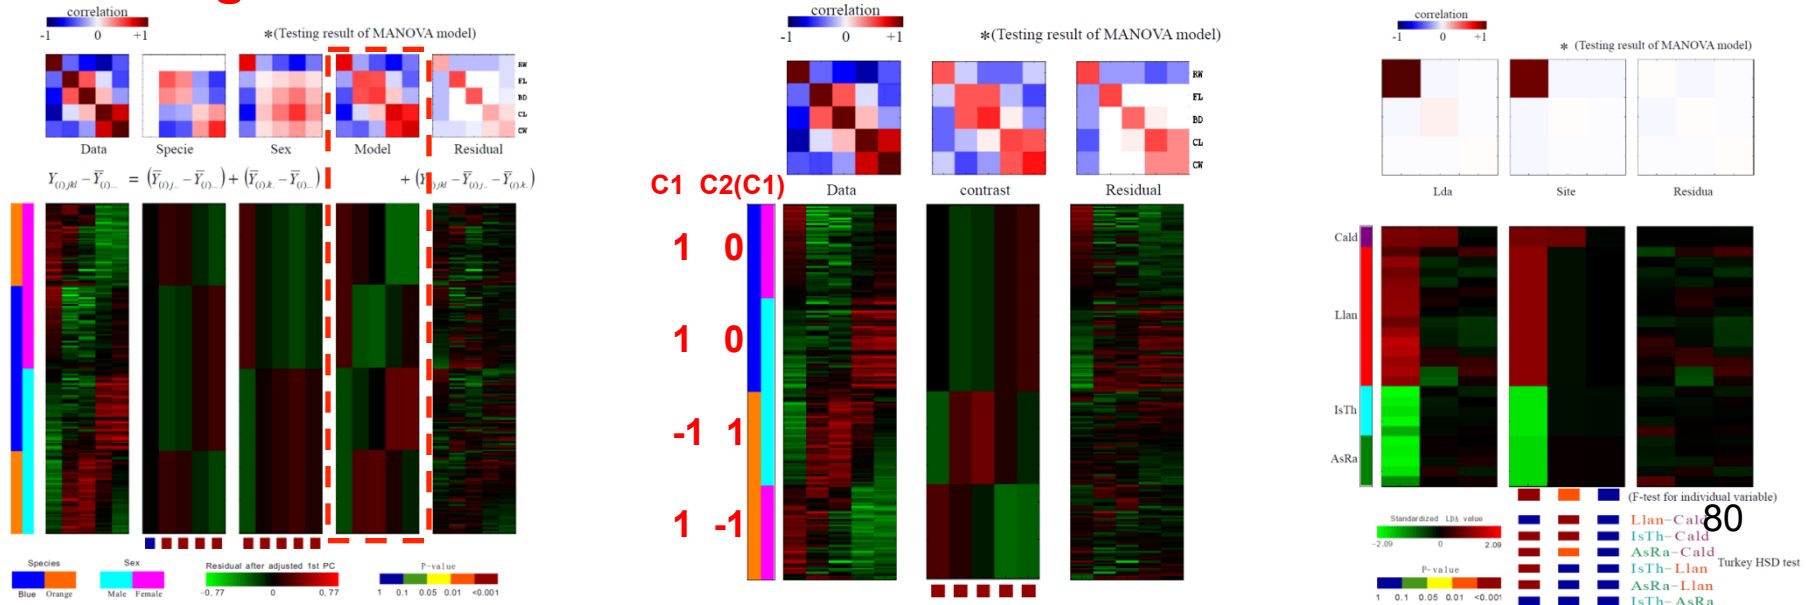 correlation
-1 0 +1
*(Testing result of MANOVA model)
RW
FL
BD
CL
CW
Data Specie Sex Model Residual
Y(i)jkl − Ȳ(i)... = (Ȳ(i)j.. − Ȳ(i)...) + (Ȳ(i).k. − Ȳ(i)...) + (Y(i)jkl − Ȳ(i)j.. − Ȳ(i).k.)
Species
Blue Orange
Sex
Male Female
Residual after adjusted 1st PC
-0.77 0 0.77
P-value
1 0.1 0.05 0.01 <0.001
correlation
-1 0 +1
*(Testing result of MANOVA model)
RW
FL
BD
CL
CW
Data contrast Residual
C1 C2(C1)
1 0
1 0
-1 1
1 -1
correlation
-1 0 +1
* (Testing result of MANOVA model)
Lda Site Residua
Cald
Llan
IsTh
AsRa
(F-test for individual variable)
Llan-Cald
IsTh-Cald
AsRa-Cald
IsTh-Llan
AsRa-Llan
IsTh-AsRa
Turkey HSD test
Standardized LDA value
-2.09 0 2.09
P-value
1 0.1 0.05 0.01 <0.001
80